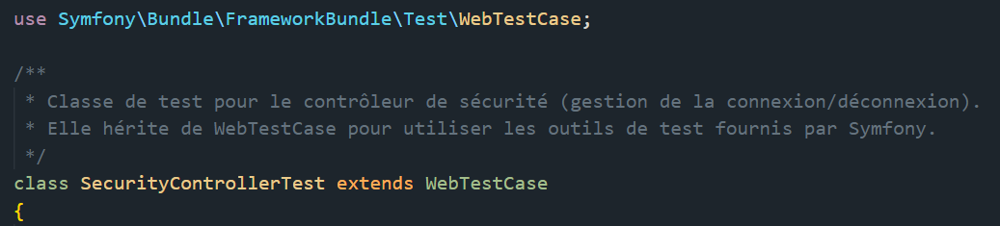 use Symfony\Bundle\FrameworkBundle\Test\WebTestCase;
/**
* Classe de test pour le contrôleur de sécurité (gestion de la connexion/déconnexion).
* Elle hérite de WebTestCase pour utiliser les outils de test fournis par Symfony.
*/
class SecurityControllerTest extends WebTestCase
{